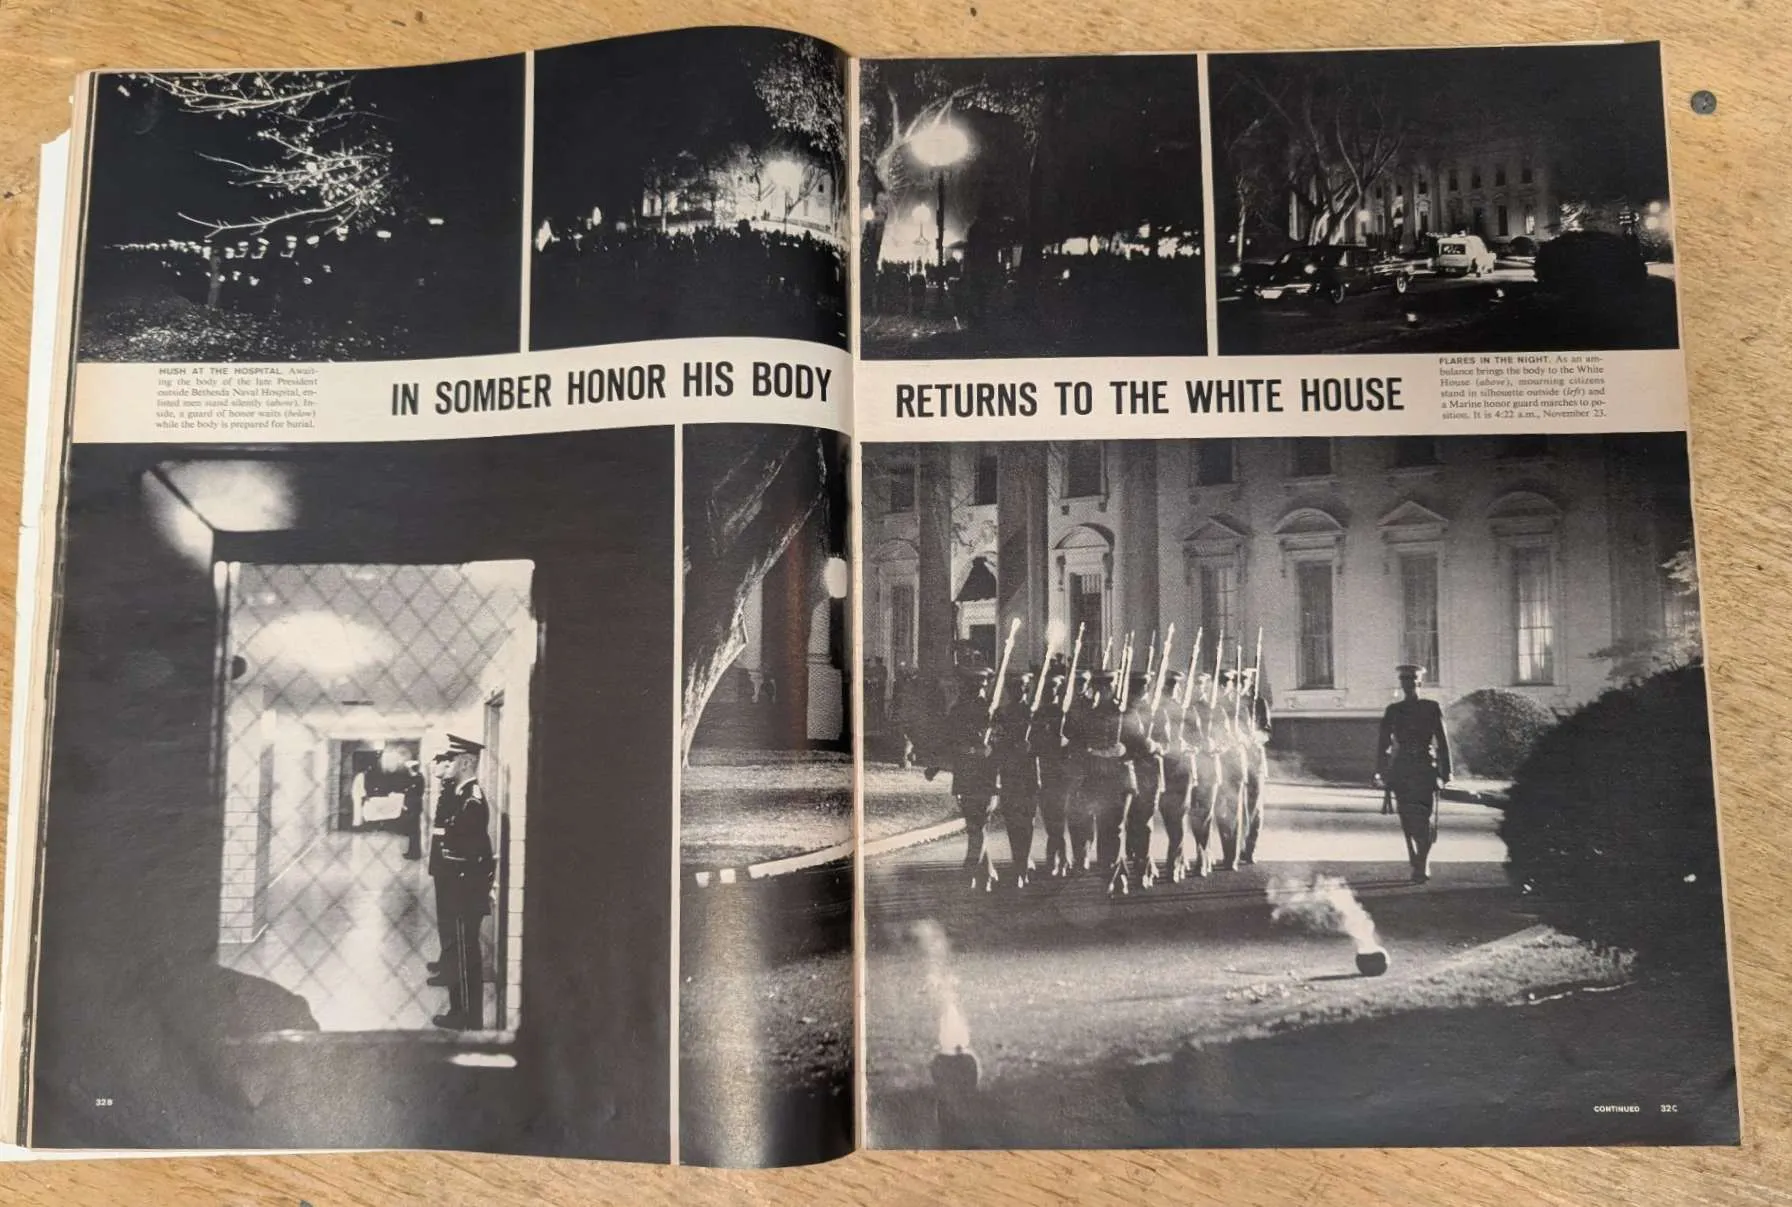 HUSH AT THE HOSPITAL. Await-
ing the body of the late President
outside Bethesda Naval Hospital, en-
listed men stand silently (above). In-
side, a guard of honor waits (below)
while the body is prepared for burial.
IN SOMBER HONOR HIS BODY RETURNS TO THE WHITE HOUSE
FLARES IN THE NIGHT. As an am-
bulance brings the body to the White
House (above), mourning citizens
stand in silhouette outside (left) and
a Marine honor guard marches to po-
sition. It is 4:22 a.m., November 23.
32B
CONTINUED 32C